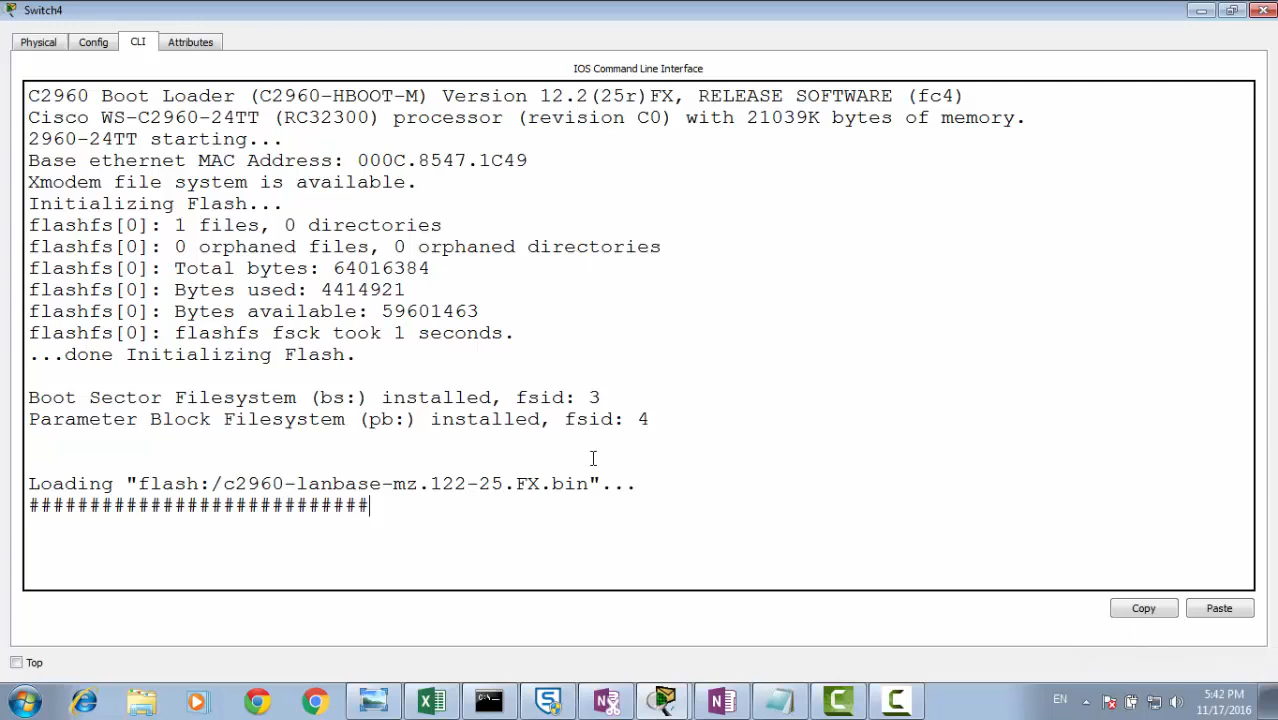 Switch4
Physical Config CLI Attributes
IOS Command Line Interface
C2960 Boot Loader (C2960-HBOOT-M) Version 12.2(25r)FX, RELEASE SOFTWARE (fc4)
Cisco WS-C2960-24TT (RC32300) processor (revision C0) with 21039K bytes of memory.
2960-24TT starting...
Base ethernet MAC Address: 000C.8547.1C49
Xmodem file system is available.
Initializing Flash...
flashfs[0]: 1 files, 0 directories
flashfs[0]: 0 orphaned files, 0 orphaned directories
flashfs[0]: Total bytes: 64016384
flashfs[0]: Bytes used: 4414921
flashfs[0]: Bytes available: 59601463
flashfs[0]: flashfs fsck took 1 seconds.
...done Initializing Flash.
Boot Sector Filesystem (bs:) installed, fsid: 3
Parameter Block Filesystem (pb:) installed, fsid: 4
Loading "flash:/c2960-lanbase-mz.122-25.FX.bin"...
############################
Copy Paste
Top
EN 5:42 PM
11/17/2016